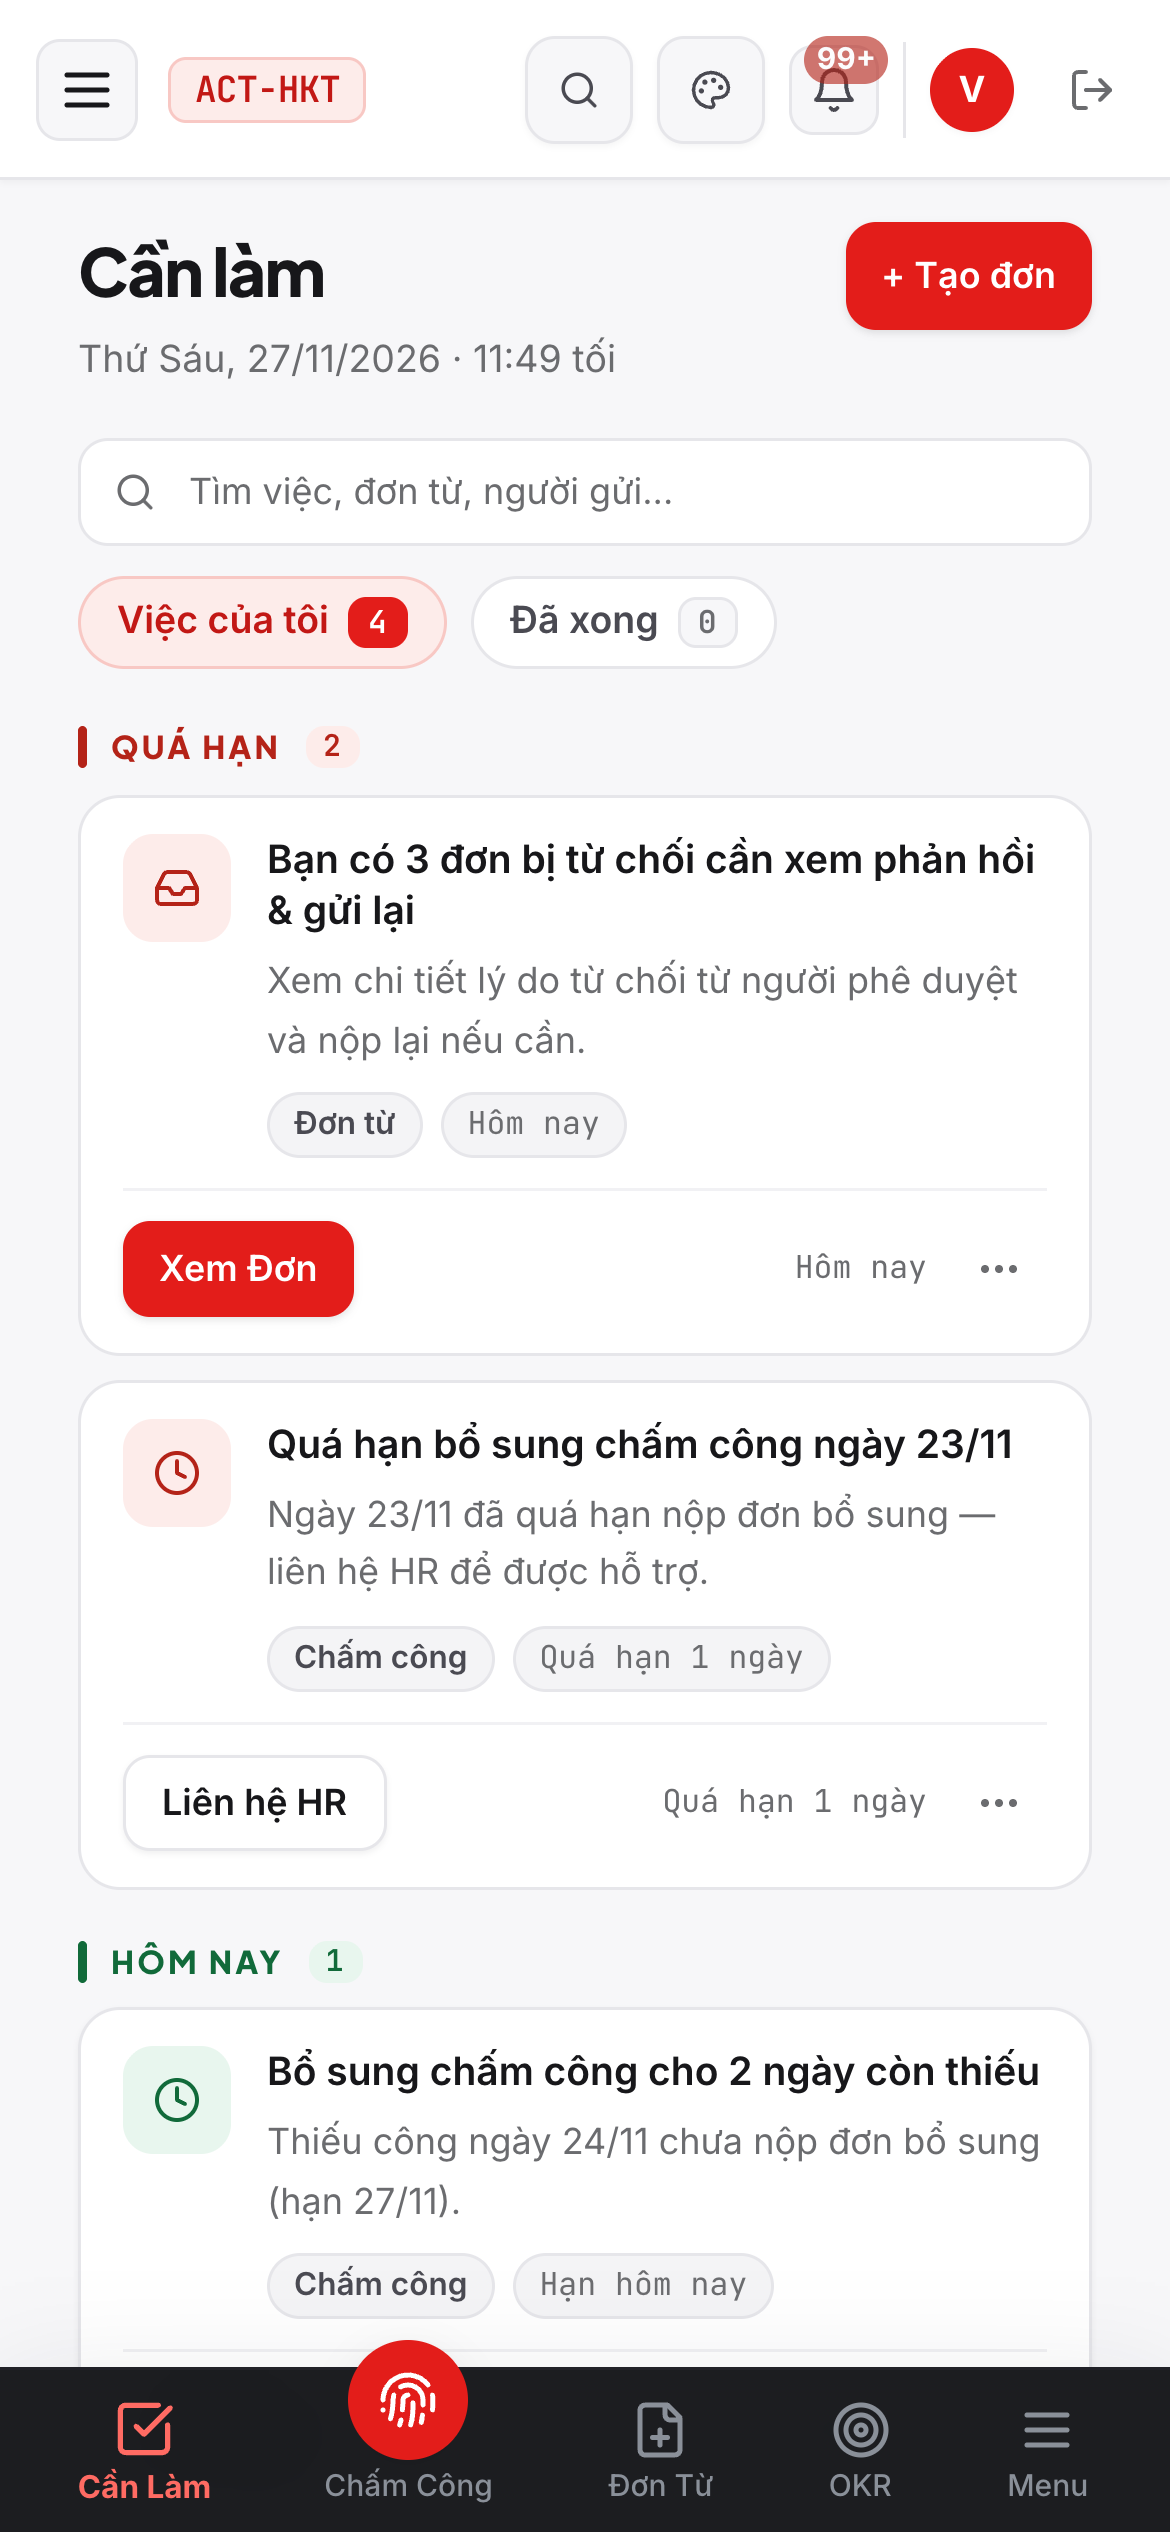 ACT-HKT
99+
V
Cần làm
+ Tạo đơn
Thứ Sáu, 27/11/2026 · 11:49 tối
Tìm việc, đơn từ, người gửi...
Việc của tôi 4
Đã xong 0
QUÁ HẠN 2
Bạn có 3 đơn bị từ chối cần xem phản hồi
& gửi lại
Xem chi tiết lý do từ chối từ người phê duyệt
và nộp lại nếu cần.
Đơn từ
Hôm nay
Xem Đơn
Hôm nay
Quá hạn bổ sung chấm công ngày 23/11
Ngày 23/11 đã quá hạn nộp đơn bổ sung —
liên hệ HR để được hỗ trợ.
Chấm công
Quá hạn 1 ngày
Liên hệ HR
Quá hạn 1 ngày
HÔM NAY 1
Bổ sung chấm công cho 2 ngày còn thiếu
Thiếu công ngày 24/11 chưa nộp đơn bổ sung
(hạn 27/11).
Chấm công
Hạn hôm nay
Cần Làm
Chấm Công
Đơn Từ
OKR
Menu